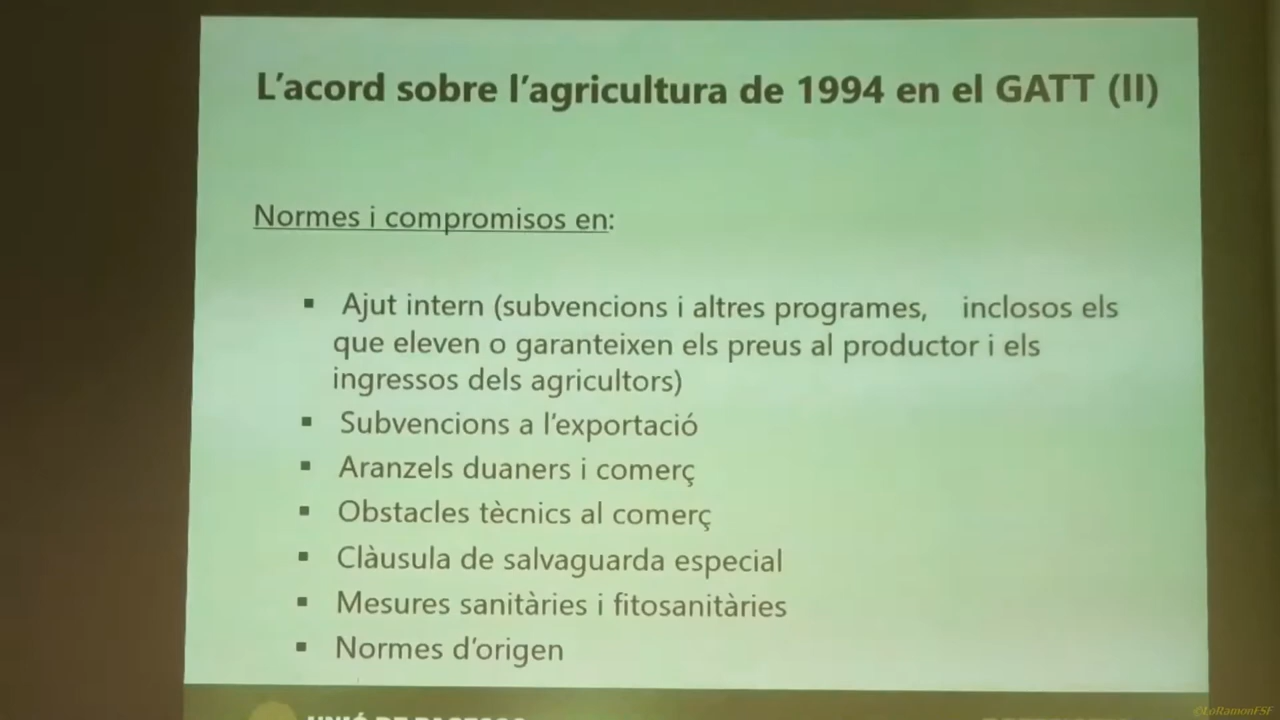 L'acord sobre l'agricultura de 1994 en el GATT (II)
Normes i compromisos en:
▪ Ajut intern (subvencions i altres programes, inclosos els
que eleven o garanteixen els preus al productor i els
ingressos dels agricultors)
▪ Subvencions a l'exportació
▪ Aranzels duaners i comerç
▪ Obstacles tècnics al comerç
▪ Clàusula de salvaguarda especial
▪ Mesures sanitàries i fitosanitàries
▪ Normes d'origen
UNIÓ DE PAGESOS
©LoRamonFSF